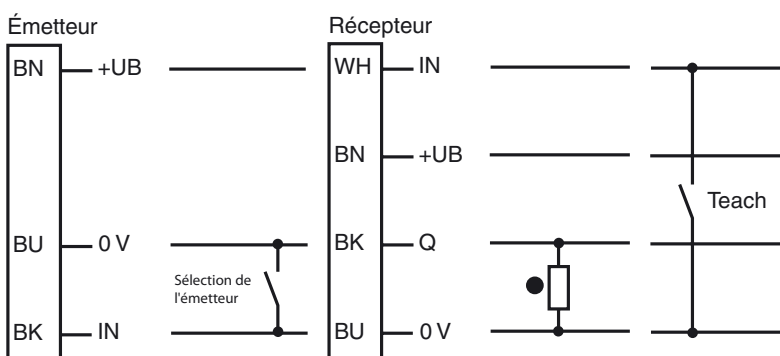 Émetteur
BN +UB
BU 0 V
BK IN
Sélection de
l'émetteur
Récepteur
WH IN
BN +UB
BK Q
BU 0 V
Teach